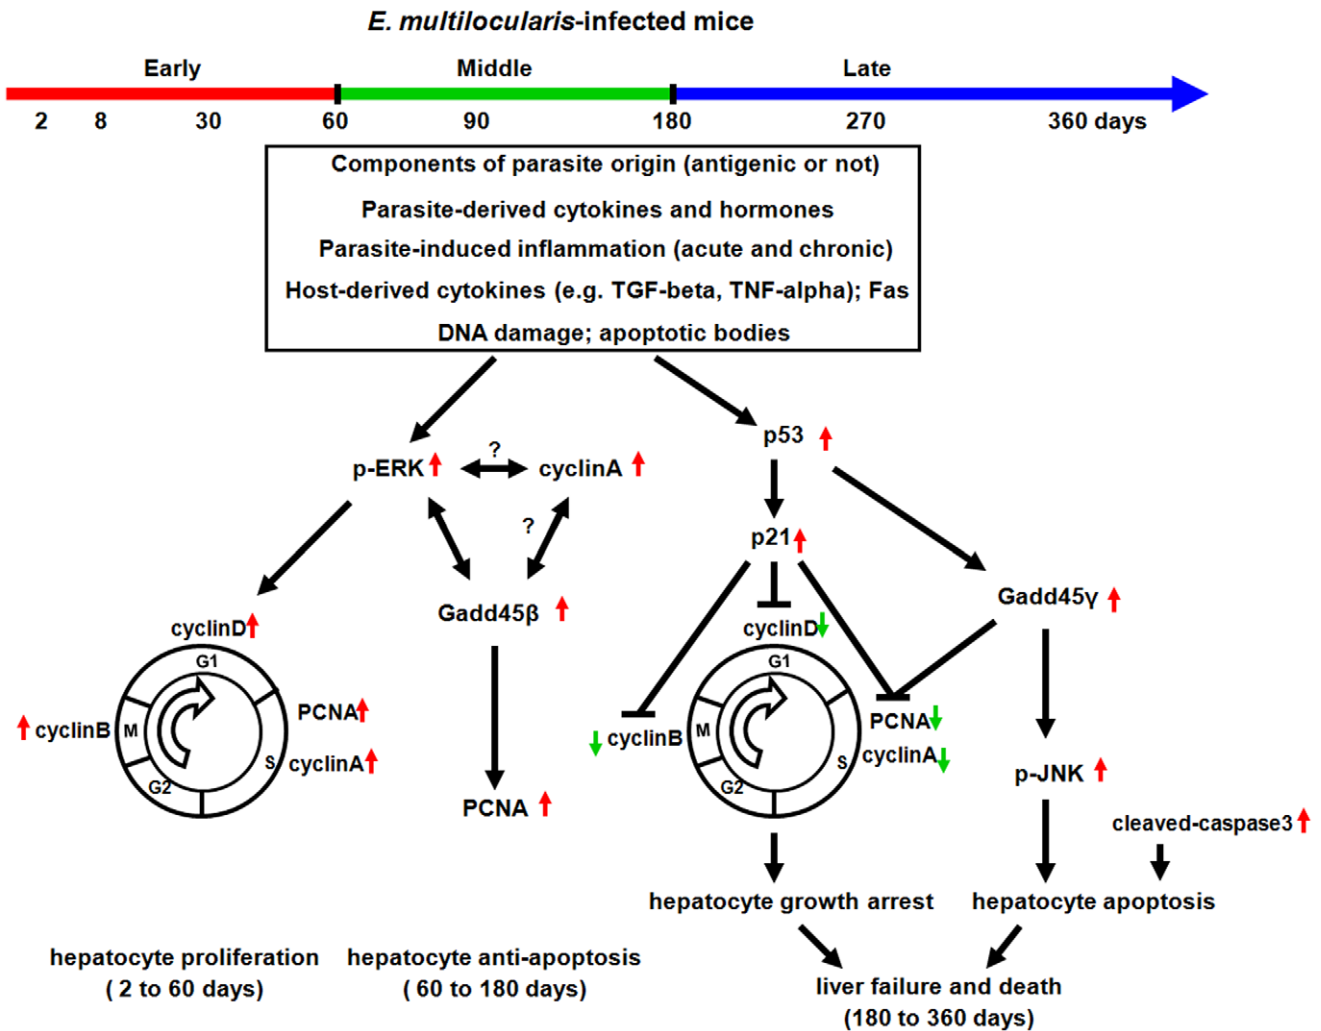 E. multilocularis-infected mice
Early Middle Late
2 8 30 60 90 180 270 360 days
Components of parasite origin (antigenic or not)
Parasite-derived cytokines and hormones
Parasite-induced inflammation (acute and chronic)
Host-derived cytokines (e.g. TGF-beta, TNF-alpha); Fas
DNA damage; apoptotic bodies
p-ERK
?
cyclinA
?
Gadd45β
PCNA
cyclinD
G1
PCNA
cyclinB
M
S
cyclinA
G2
p53
p21
Gadd45γ
cyclinD
G1
PCNA
cyclinB
M
S
cyclinA
G2
p-JNK
cleaved-caspase3
hepatocyte growth arrest
hepatocyte apoptosis
hepatocyte proliferation
( 2 to 60 days)
hepatocyte anti-apoptosis
( 60 to 180 days)
liver failure and death
(180 to 360 days)